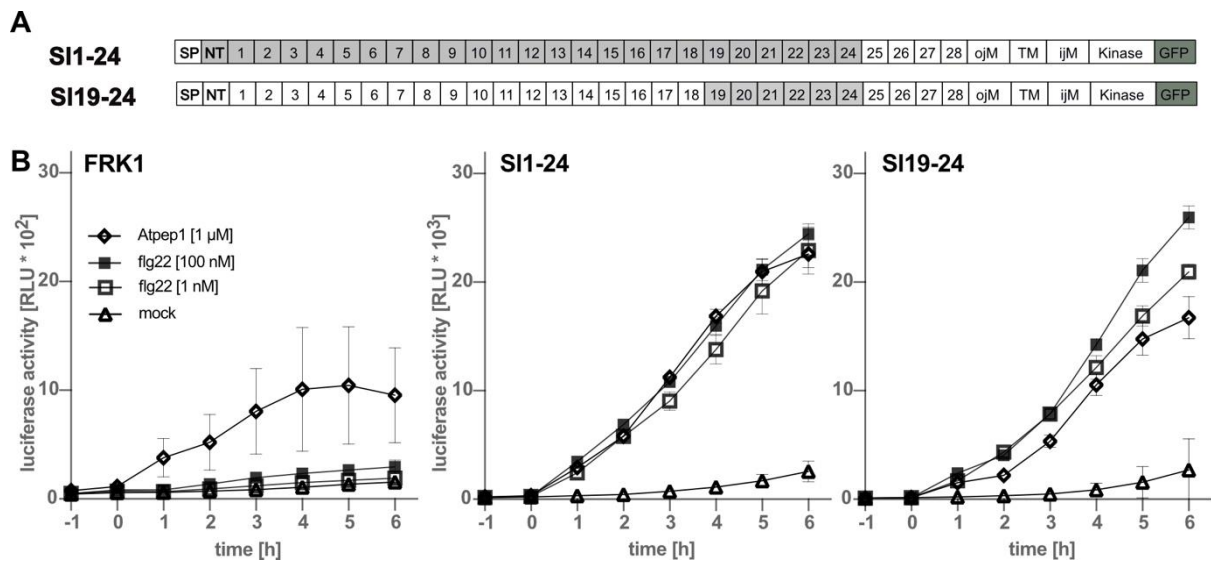 A
SI1-24 SP NT 1 2 3 4 5 6 7 8 9 10 11 12 13 14 15 16 17 18 19 20 21 22 23 24 25 26 27 28 ojM TM ijM Kinase GFP
SI19-24 SP NT 1 2 3 4 5 6 7 8 9 10 11 12 13 14 15 16 17 18 19 20 21 22 23 24 25 26 27 28 ojM TM ijM Kinase GFP
B
FRK1
luciferase activity [RLU * 10²]
30
20
10
0
Atpep1 [1 µM]
flg22 [100 nM]
flg22 [1 nM]
mock
-1 0 1 2 3 4 5 6
time [h]
SI1-24
luciferase activity [RLU * 10³]
30
20
10
0
-1 0 1 2 3 4 5 6
time [h]
SI19-24
30
20
10
0
-1 0 1 2 3 4 5 6
time [h]